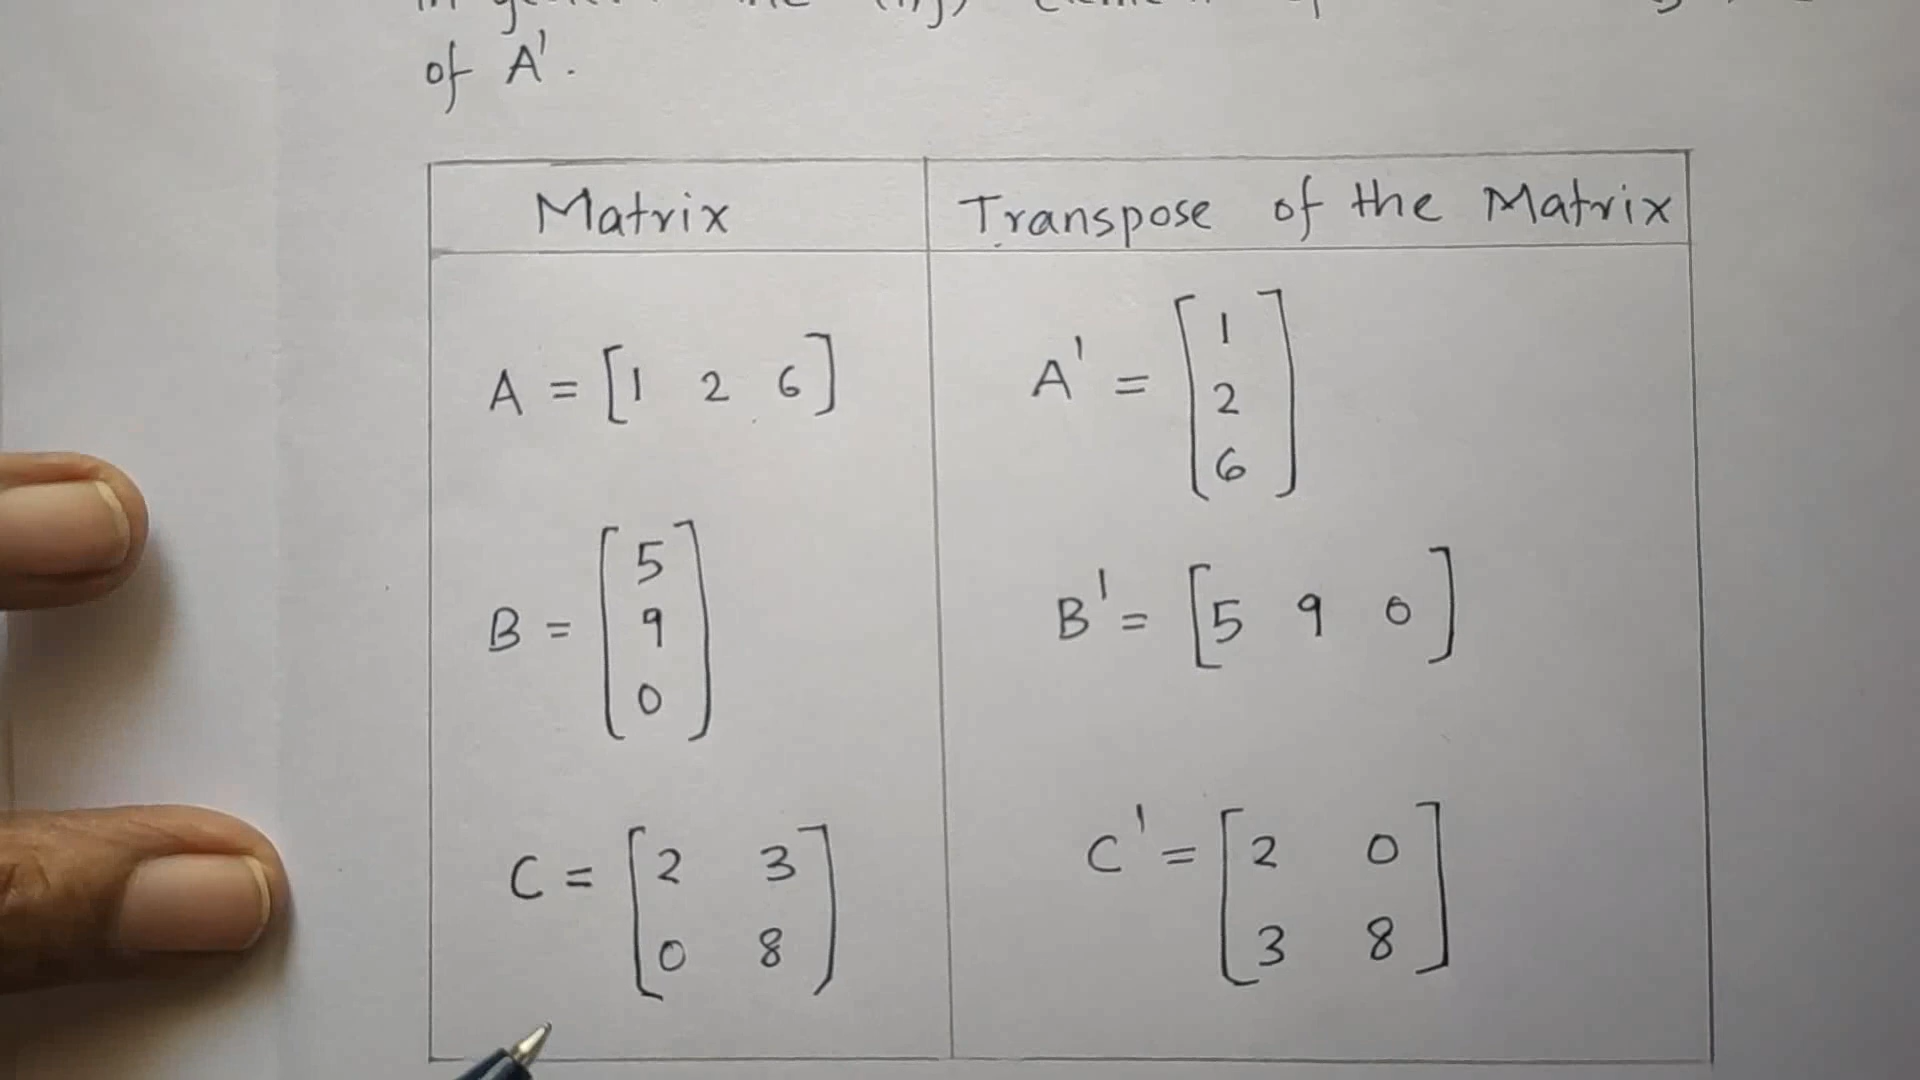 of A'.
Matrix Transpose of the Matrix
A = [1 2 6] A' = [1
2
6]
B = [5
9
0] B' = [5 9 0]
C = [2 3
0 8] C' = [2 0
3 8]